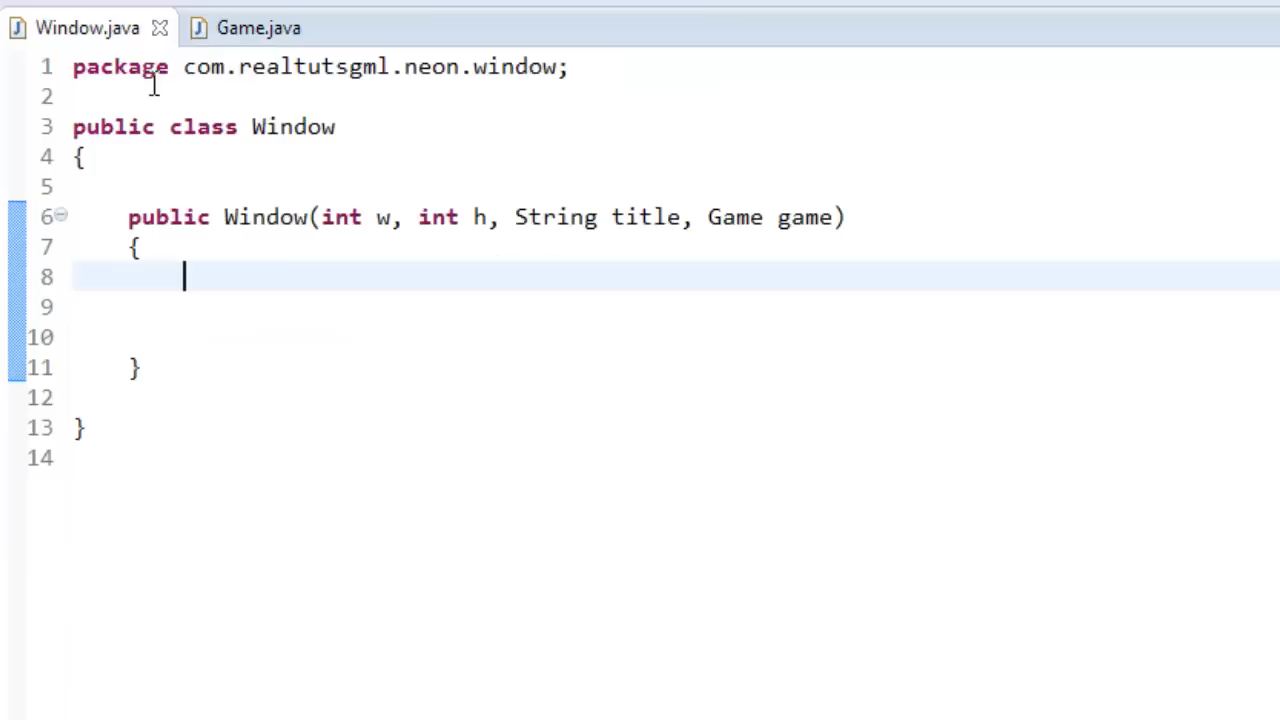 Window.java Game.java
1 package com.realtutsgml.neon.window;
2
3 public class Window
4 {
5
6 public Window(int w, int h, String title, Game game)
7 {
8
9
10
11 }
12
13 }
14